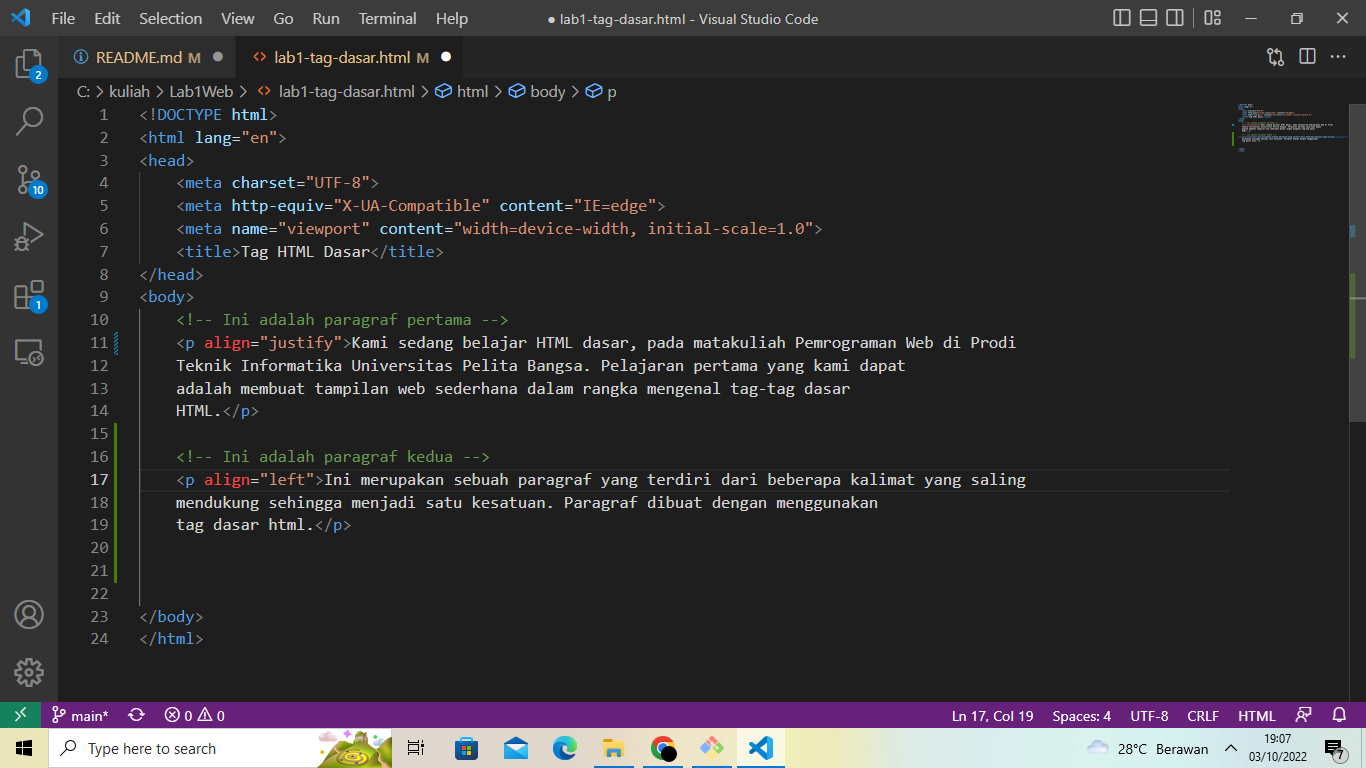 File Edit Selection View Go Run Terminal Help ● lab1-tag-dasar.html - Visual Studio Code
README.md M ● <> lab1-tag-dasar.html M ●
C: > kuliah > Lab1Web > <> lab1-tag-dasar.html > html > body > p
1 <!DOCTYPE html>
2 <html lang="en">
3 <head>
4 <meta charset="UTF-8">
5 <meta http-equiv="X-UA-Compatible" content="IE=edge">
6 <meta name="viewport" content="width=device-width, initial-scale=1.0">
7 <title>Tag HTML Dasar</title>
8 </head>
9 <body>
10 <!-- Ini adalah paragraf pertama -->
11 <p align="justify">Kami sedang belajar HTML dasar, pada matakuliah Pemrograman Web di Prodi
12 Teknik Informatika Universitas Pelita Bangsa. Pelajaran pertama yang kami dapat
13 adalah membuat tampilan web sederhana dalam rangka mengenal tag-tag dasar
14 HTML.</p>
15
16 <!-- Ini adalah paragraf kedua -->
17 <p align="left">Ini merupakan sebuah paragraf yang terdiri dari beberapa kalimat yang saling
18 mendukung sehingga menjadi satu kesatuan. Paragraf dibuat dengan menggunakan
19 tag dasar html.</p>
20
21
22
23 </body>
24 </html>
2
10
1
main* 0 0 Ln 17, Col 19 Spaces: 4 UTF-8 CRLF HTML
Type here to search 28°C Berawan 19:07
03/10/2022 7